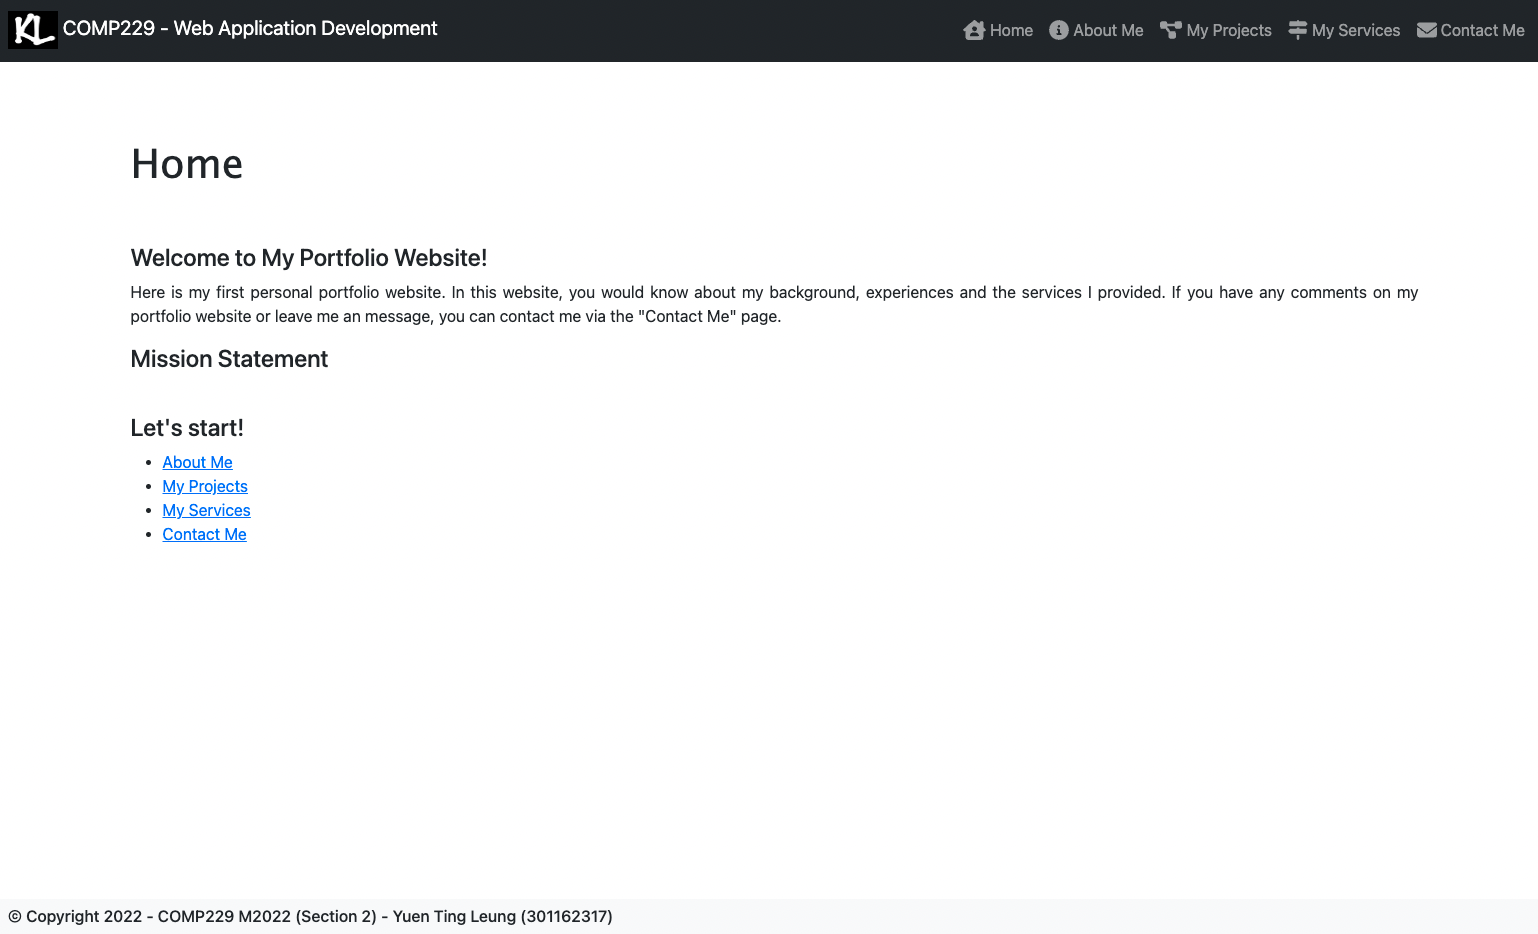 KL COMP229 - Web Application Development Home About Me My Projects My Services Contact Me
Home
Welcome to My Portfolio Website!
Here is my first personal portfolio website. In this website, you would know about my background, experiences and the services I provided. If you have any comments on my
portfolio website or leave me an message, you can contact me via the "Contact Me" page.
Mission Statement
Let's start!
• About Me
• My Projects
• My Services
• Contact Me
© Copyright 2022 - COMP229 M2022 (Section 2) - Yuen Ting Leung (301162317)